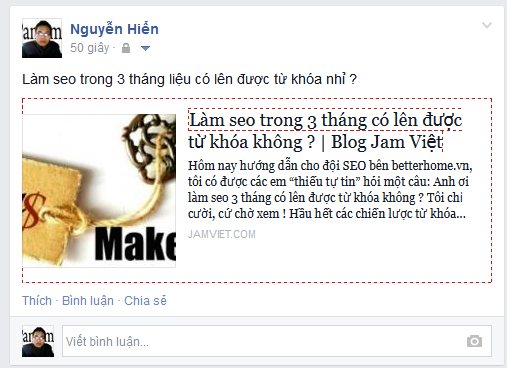 Nguyễn Hiển
50 giây ·
Làm seo trong 3 tháng liệu có lên được từ khóa nhỉ ?
Làm seo trong 3 tháng có lên được
từ khóa không ? | Blog Jam Việt
Hôm nay hướng dẫn cho đội SEO bên betterhome.vn,
tôi có được các em “thiếu tự tin” hỏi một câu: Anh ơi
làm seo 3 tháng có lên được từ khóa không ? Tôi chỉ
cười, cứ chờ xem ! Hầu hết các chiến lược từ khóa...
JAMVIET.COM
Make
Thích · Bình luận · Chia sẻ
Viết bình luận...